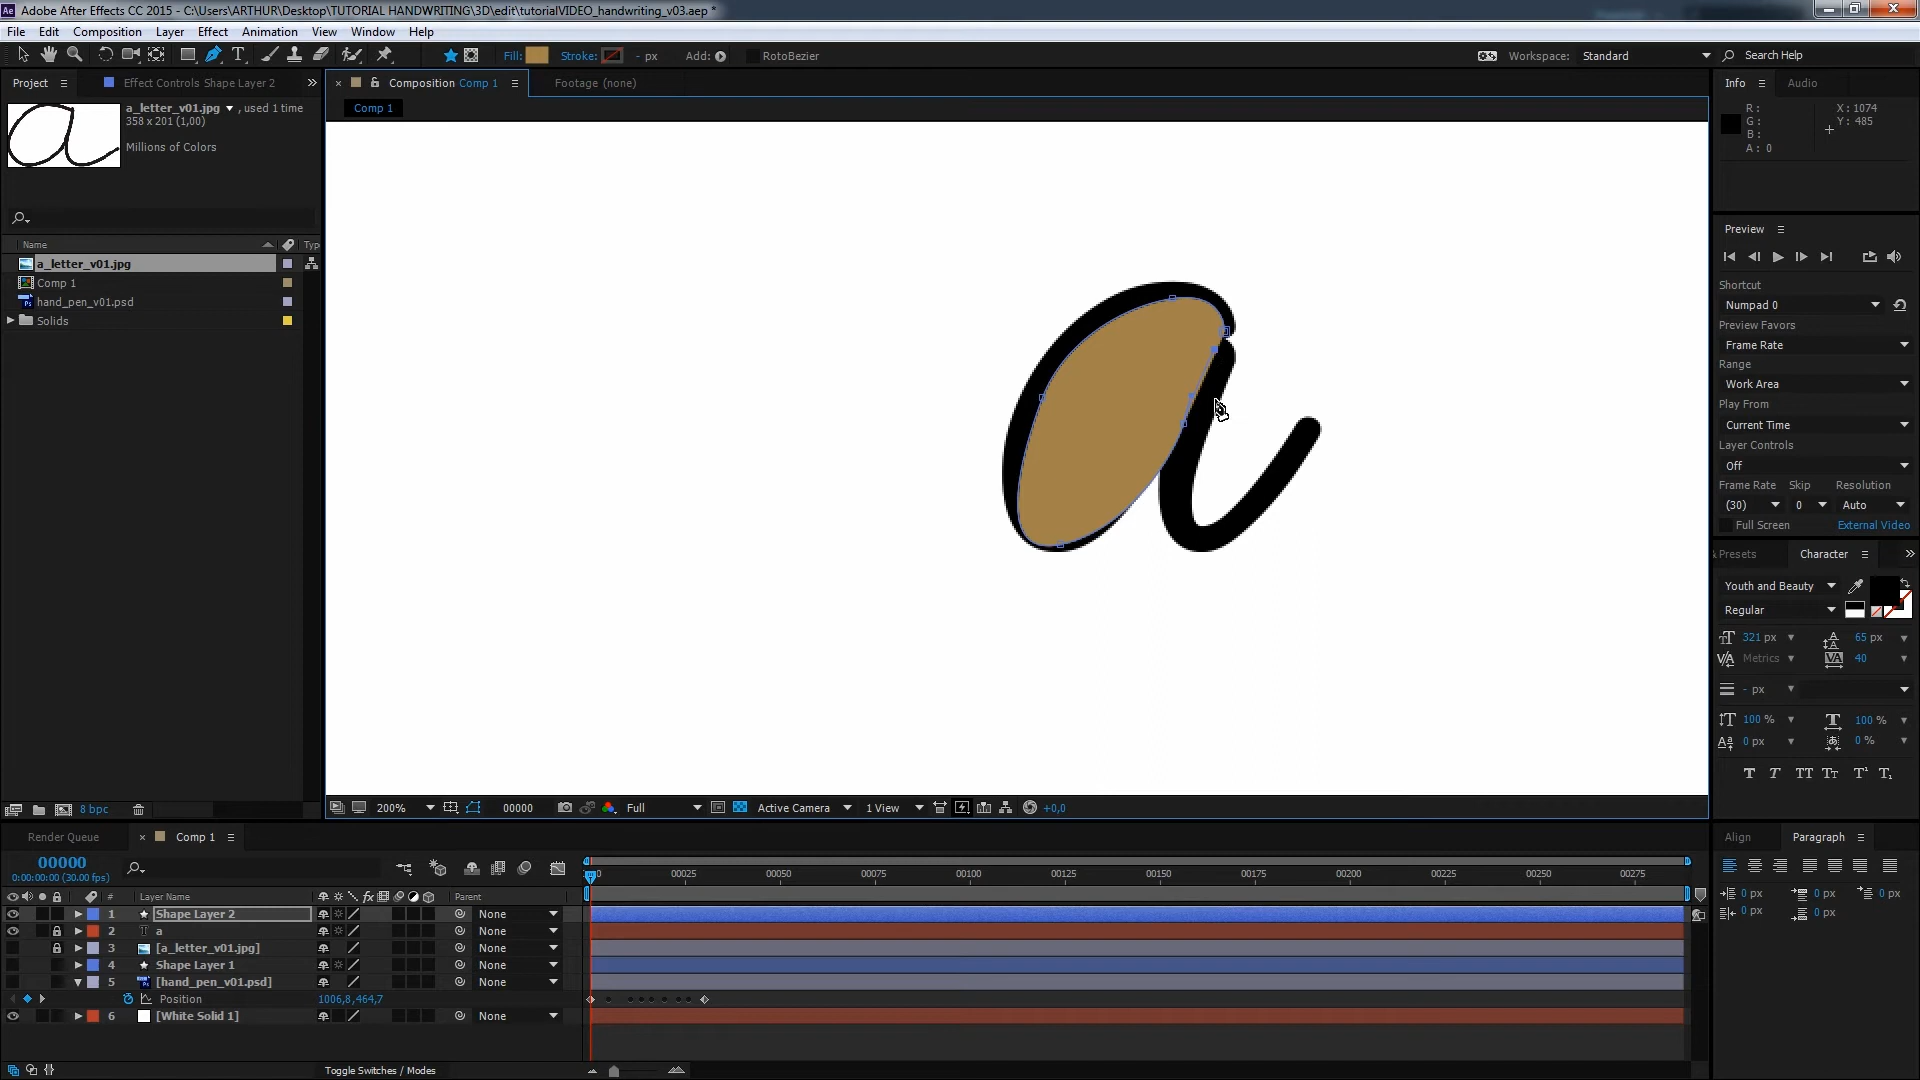 Adobe After Effects CC 2015 - C:\Users\ARTHUR\Desktop\TUTORIAL HANDWRITING\3D\edit\tutorialVIDEO_handwriting_v03.aep *
File Edit Composition Layer Effect Animation View Window Help
Fill: Stroke: - px Add: RotoBezier Workspace: Standard Search Help
Project Effect Controls Shape Layer 2 Composition Comp 1 Footage (none) Info Audio
a_letter_v01.jpg , used 1 time
358 x 201 (1,00)
Millions of Colors
Comp 1
R: X: 1074
G: Y: 485
B:
A: 0
Name Typ
a_letter_v01.jpg
Comp 1
hand_pen_v01.psd
Solids
a
Preview
Shortcut
Numpad 0
Preview Favors
Frame Rate
Range
Work Area
Play From
Current Time
Layer Controls
Off
Frame Rate Skip Resolution
(30) 0 Auto
Full Screen External Video
& Presets Character
Youth and Beauty
Regular
321 px 65 px
Metrics 40
- px
100 % 100 %
0 px 0 %
T T TT Tt T¹ T₁
8 bpc
200% 00000 Full Active Camera 1 View +0,0
Render Queue Comp 1
00000
0:00:00:00 (30.00 fps)
00025 00050 00075 00100 00125 00150 00175 00200 00225 00250 00275
# Layer Name fx Parent
1 Shape Layer 2 None
2 T a None
3 [a_letter_v01.jpg] None
4 Shape Layer 1 None
5 [hand_pen_v01.psd] None
Position 1006,8,464,7
6 [White Solid 1] None
Toggle Switches / Modes
Align Paragraph
0 px 0 px 0 px
0 px 0 px